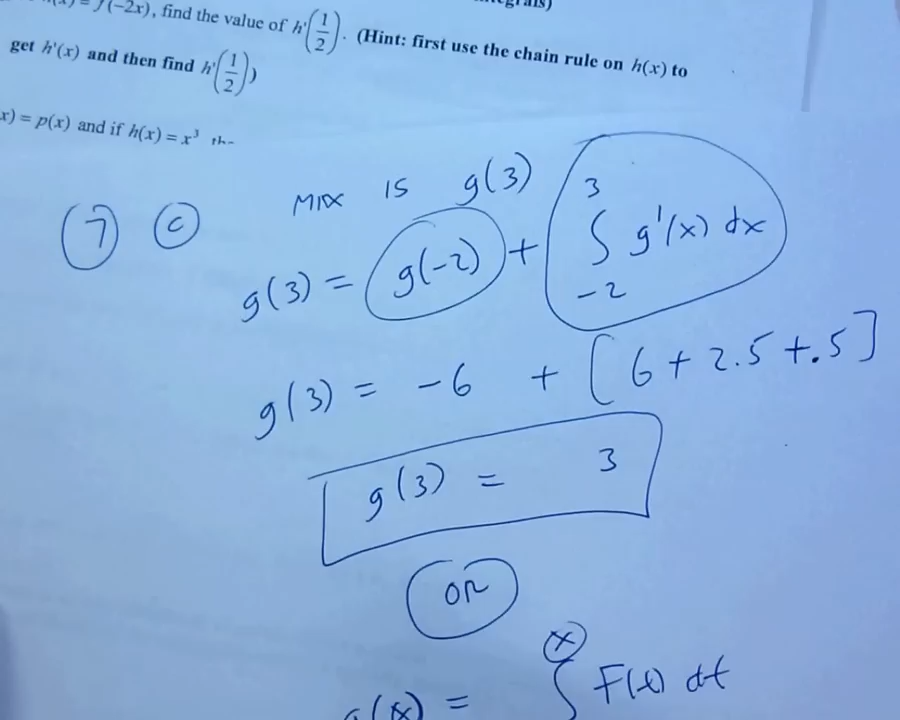 f(-2x), find the value of h'(1/2). (Hint: first use the chain rule on h(x) to
get h'(x) and then find h'(1/2))
x) = p(x) and if h(x) = x³
7 C MAX IS g(3)
g(3) = g(-2) + ∫_{-2}^{3} g'(x) dx
g(3) = -6 + [6 + 2.5 + .5]
g(3) = 3
OR
(x) = ∫^{x} F(t) dt